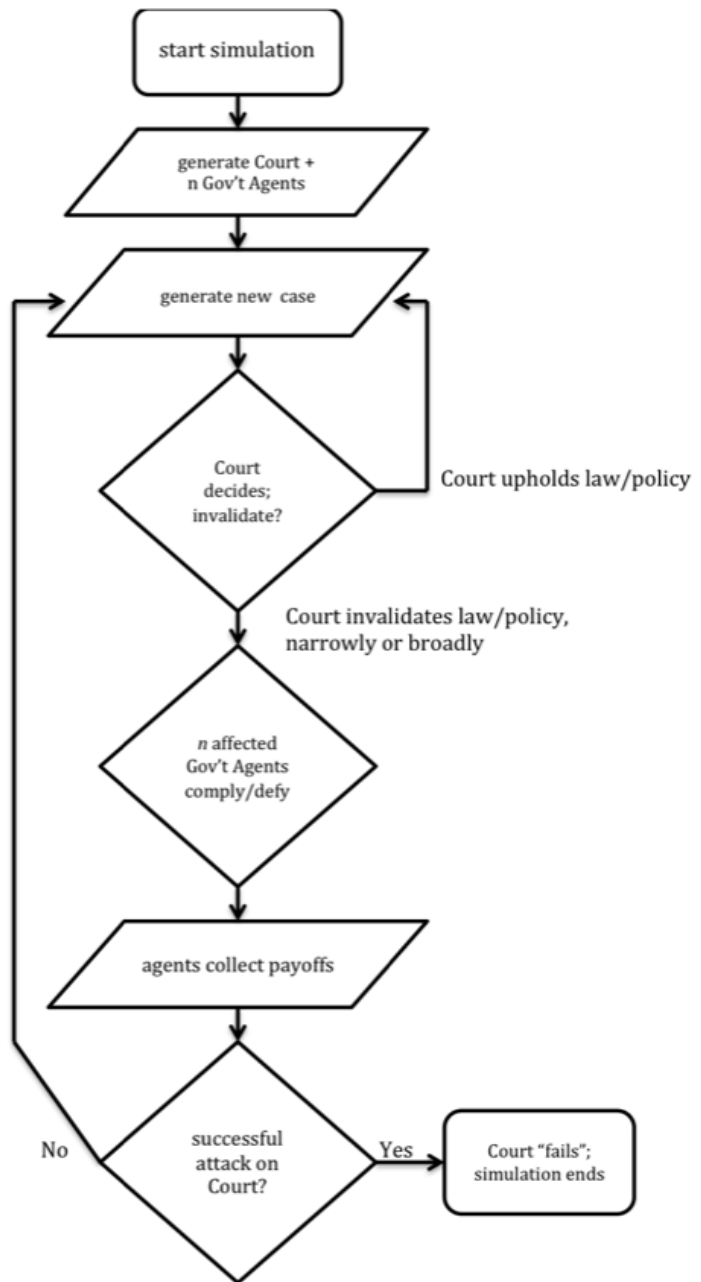 start simulation
generate Court +
n Gov't Agents
generate new case
Court
decides;
invalidate?
Court upholds law/policy
Court invalidates law/policy,
narrowly or broadly
n affected
Gov't Agents
comply/defy
agents collect payoffs
successful
attack on
Court?
No
Yes
Court “fails”;
simulation ends